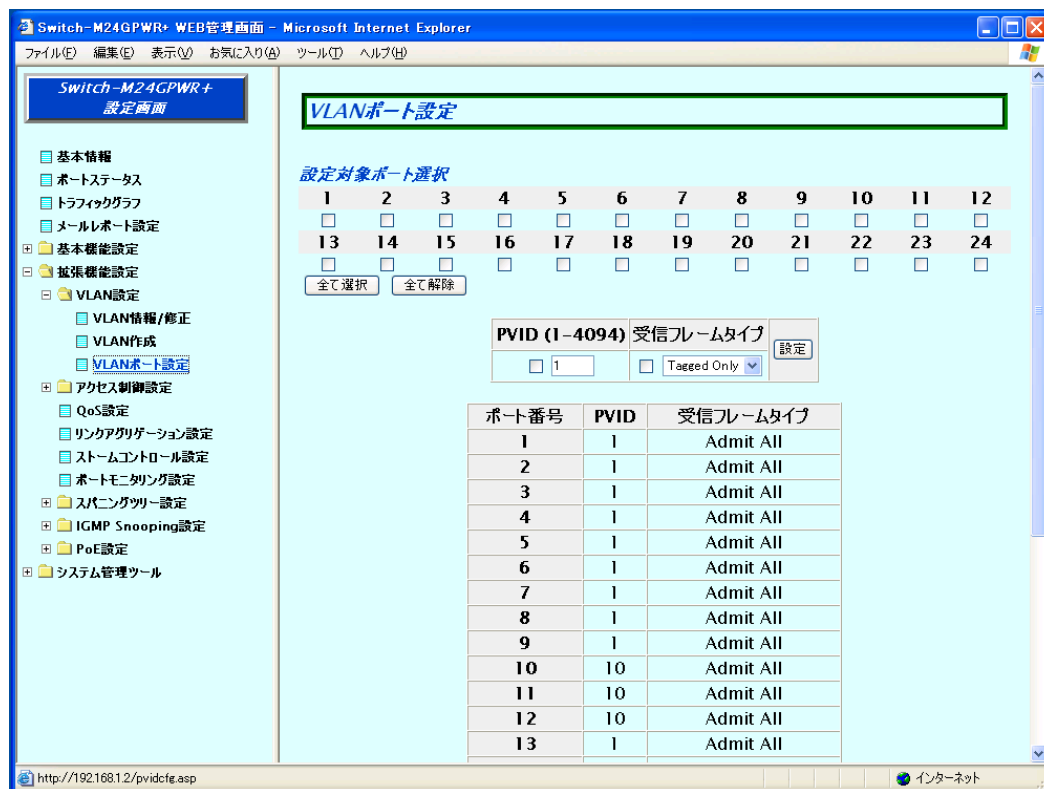 Switch-M24GPWR+ WEB管理画面 - Microsoft Internet Explorer
ファイル(F) 編集(E) 表示(V) お気に入り(A) ツール(T) ヘルプ(H)
Switch-M24GPWR+
設定画面
基本情報
ポートステータス
トラフィックグラフ
メールレポート設定
基本機能設定
拡張機能設定
VLAN設定
VLAN情報/修正
VLAN作成
VLANポート設定
アクセス制御設定
QoS設定
リンクアグリゲーション設定
ストームコントロール設定
ポートモニタリング設定
スパニングツリー設定
IGMP Snooping設定
PoE設定
システム管理ツール
VLANポート設定
設定対象ポート選択
1 2 3 4 5 6 7 8 9 10 11 12
13 14 15 16 17 18 19 20 21 22 23 24
全て選択 全て解除
PVID (1-4094) 受信フレームタイプ 設定
1 Tagged Only
ポート番号 PVID 受信フレームタイプ
1 1 Admit All
2 1 Admit All
3 1 Admit All
4 1 Admit All
5 1 Admit All
6 1 Admit All
7 1 Admit All
8 1 Admit All
9 1 Admit All
10 10 Admit All
11 10 Admit All
12 10 Admit All
13 1 Admit All
http://192.168.1.2/pvidcfg.asp インターネット